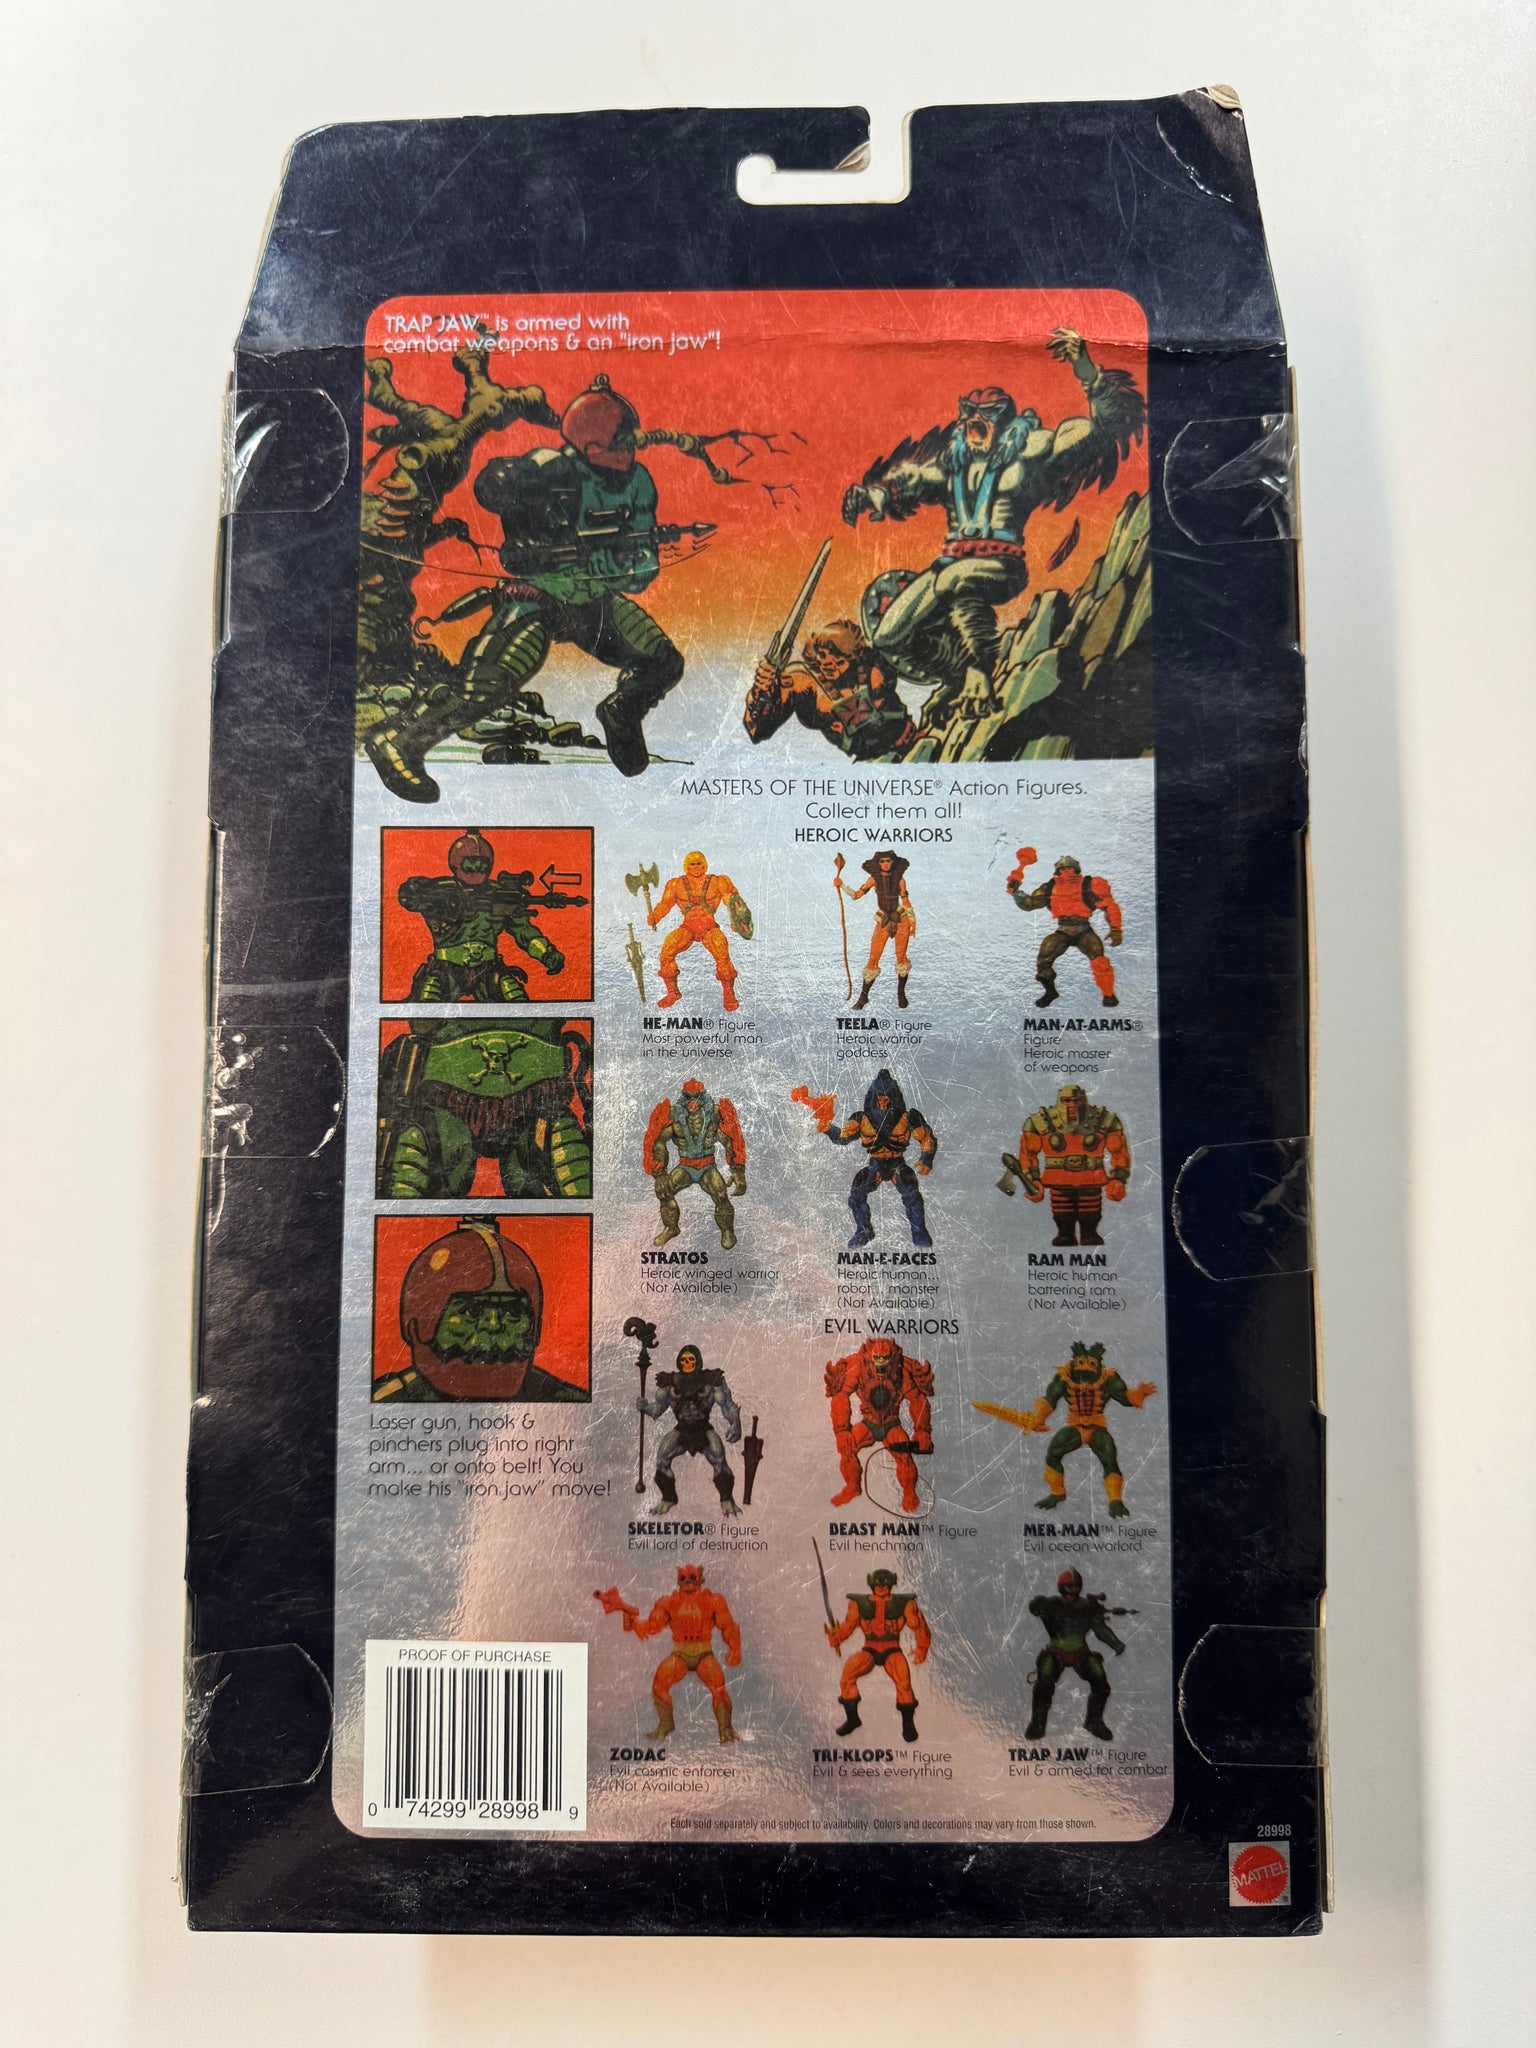 TRAP JAW™ is armed with
combat weapons & an "iron jaw"!
MASTERS OF THE UNIVERSE® Action Figures.
Collect them all!
HEROIC WARRIORS
HE-MAN® Figure
Most powerful man
in the universe
TEELA® Figure
Heroic warrior
goddess
MAN-AT-ARMS®
Figure
Heroic master
of weapons
STRATOS
Heroic winged warrior
(Not Available)
MAN-E-FACES
Heroic human...
robot... monster
(Not Available)
RAM MAN
Heroic human
battering ram
(Not Available)
EVIL WARRIORS
SKELETOR® Figure
Evil lord of destruction
BEAST MAN™ Figure
Evil henchman
MER-MAN™ Figure
Evil ocean warlord
ZODAC
Evil cosmic enforcer
(Not Available)
TRI-KLOPS™ Figure
Evil & sees everything
TRAP JAW™ Figure
Evil & armed for combat
Laser gun, hook &
pinchers plug into right
arm... or onto belt! You
make his "iron jaw" move!
PROOF OF PURCHASE
0 74299 28998 9
Each sold separately and subject to availability. Colors and decorations may vary from those shown.
28998
MATTEL®